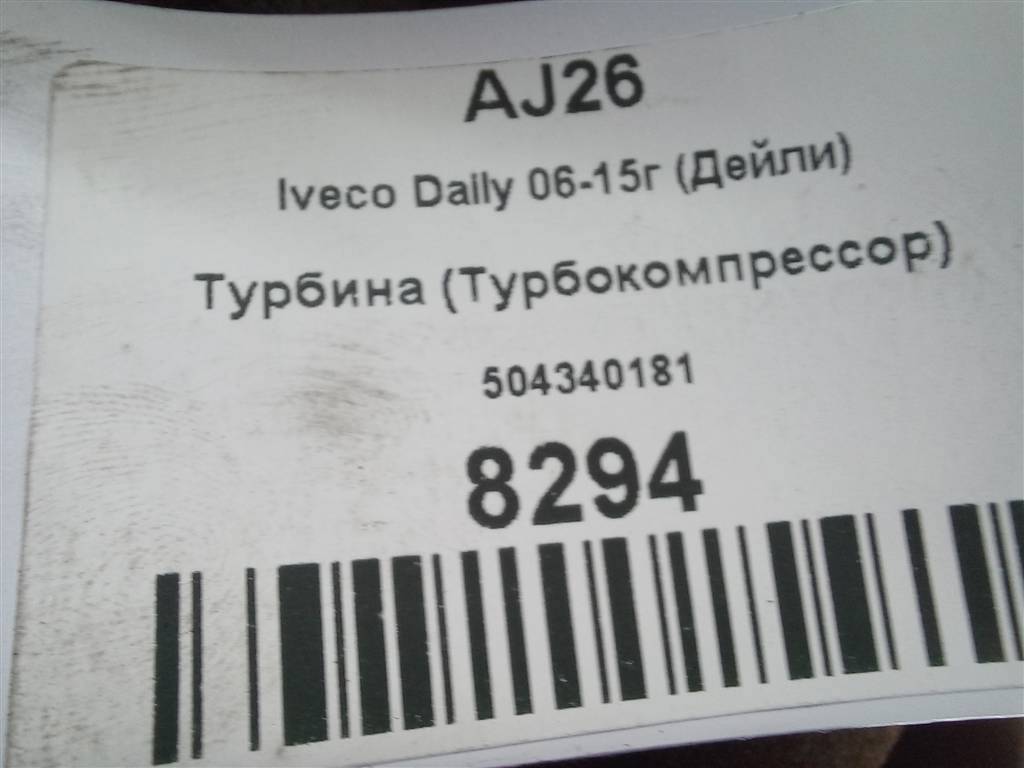 AJ26
Iveco Daily 06-15г (Дейли)
Турбина (Турбокомпрессор)
504340181
8294